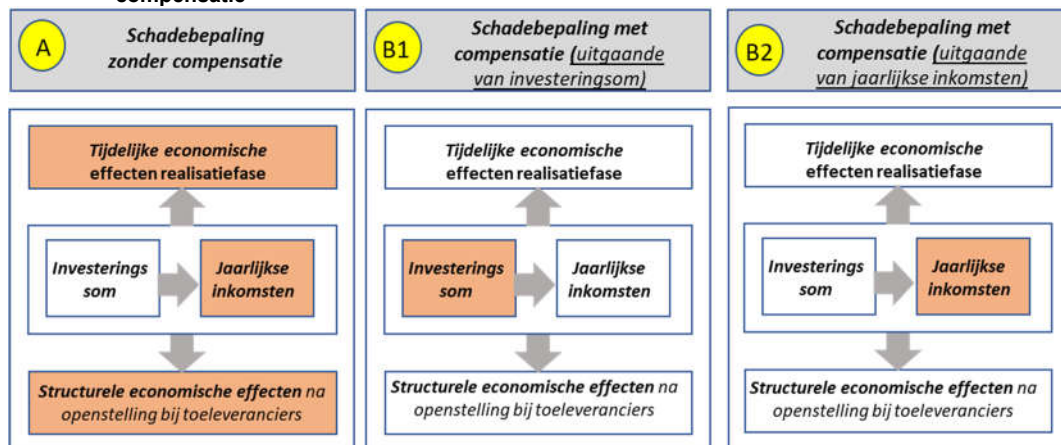 compensatie
A
Schadebepaling
zonder compensatie
B1
Schadebepaling met
compensatie (uitgaande
van investeringsom)
B2
Schadebepaling met
compensatie (uitgaande
van jaarlijkse inkomsten)
Tijdelijke economische
effecten realisatiefase
Investerings
som
Jaarlijkse
inkomsten
Structurele economische effecten na
openstelling bij toeleveranciers
Tijdelijke economische
effecten realisatiefase
Investerings
som
Jaarlijkse
inkomsten
Structurele economische effecten na
openstelling bij toeleveranciers
Tijdelijke economische
effecten realisatiefase
Investerings
som
Jaarlijkse
inkomsten
Structurele economische effecten na
openstelling bij toeleveranciers